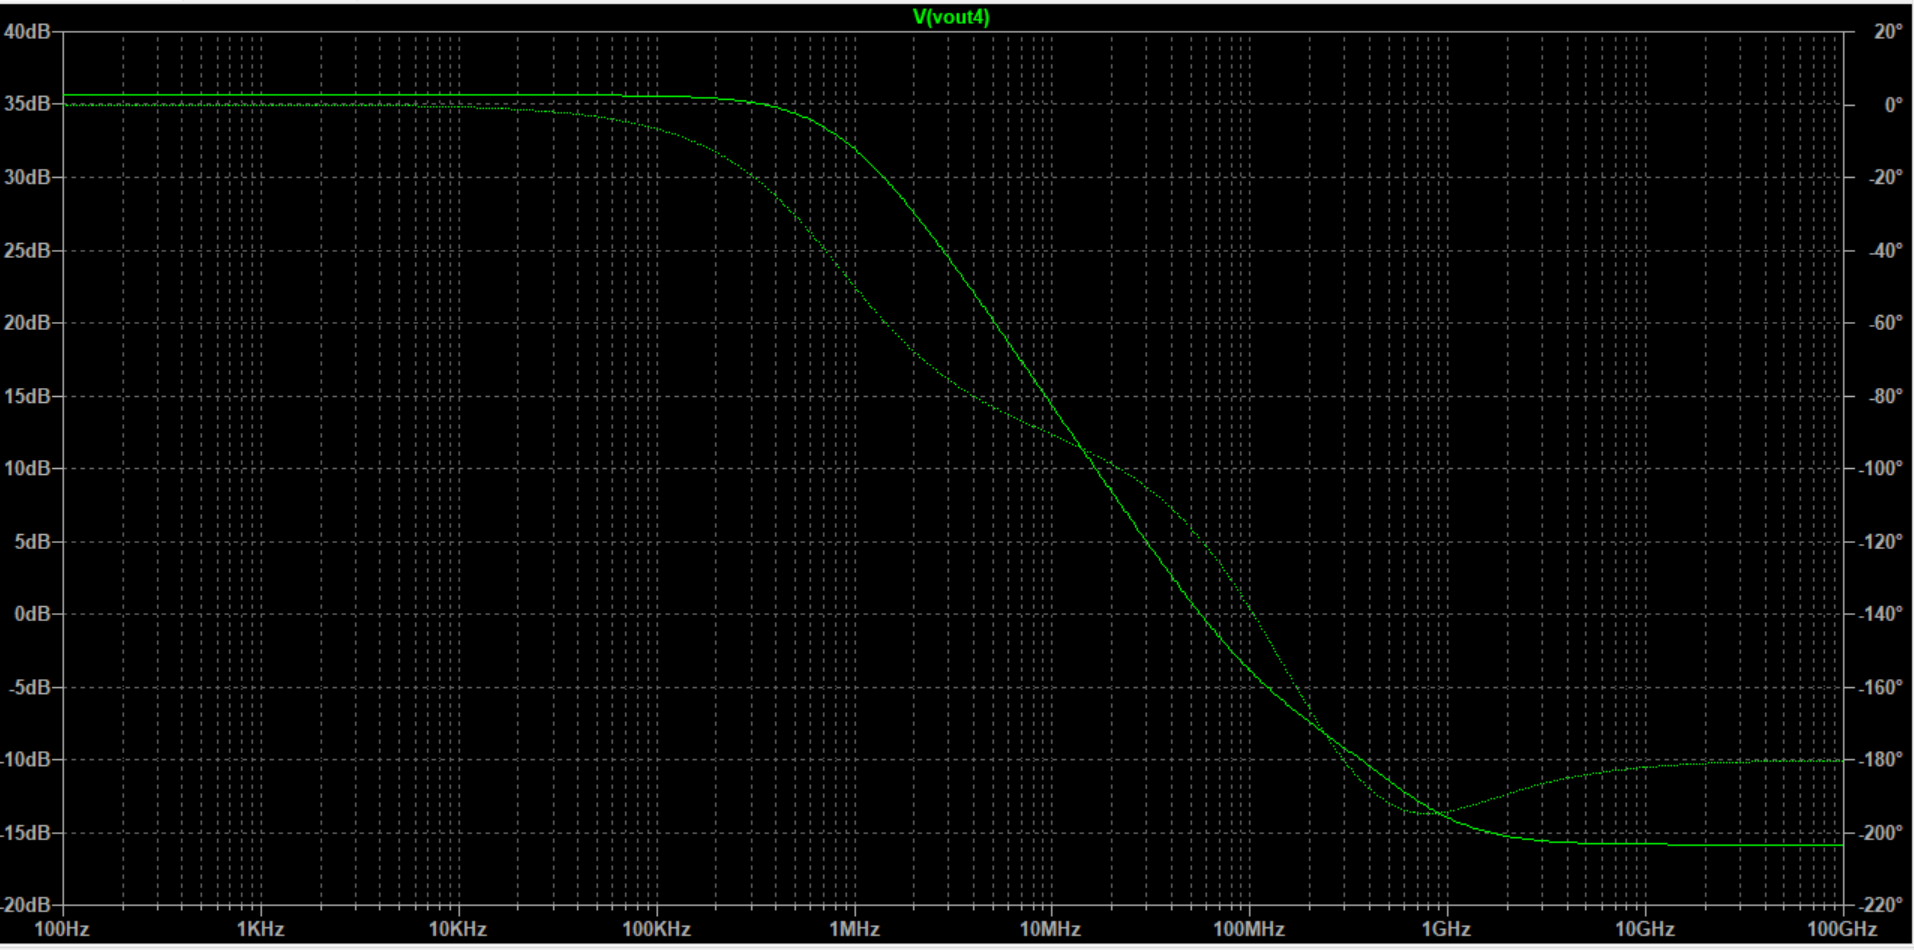 V(vout4)
40dB 20°
35dB 0°
30dB -20°
25dB -40°
20dB -60°
15dB -80°
10dB -100°
5dB -120°
0dB -140°
-5dB -160°
-10dB -180°
-15dB -200°
-20dB -220°
100Hz 1KHz 10KHz 100KHz 1MHz 10MHz 100MHz 1GHz 10GHz 100GHz